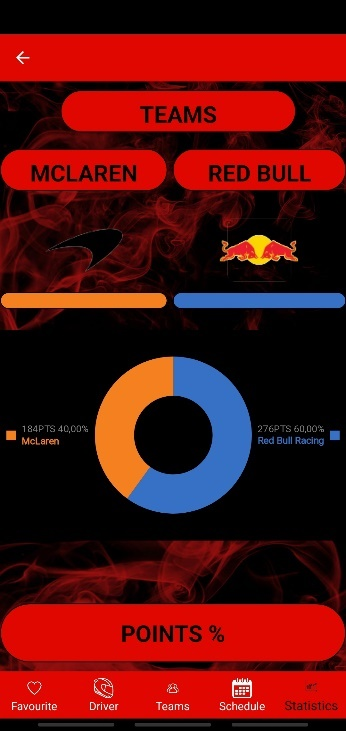 TEAMS
MCLAREN
RED BULL
184PTS 40,00%
McLaren
276PTS 60,00%
Red Bull Racing
POINTS %
Favourite
Driver
Teams
Schedule
Statistics